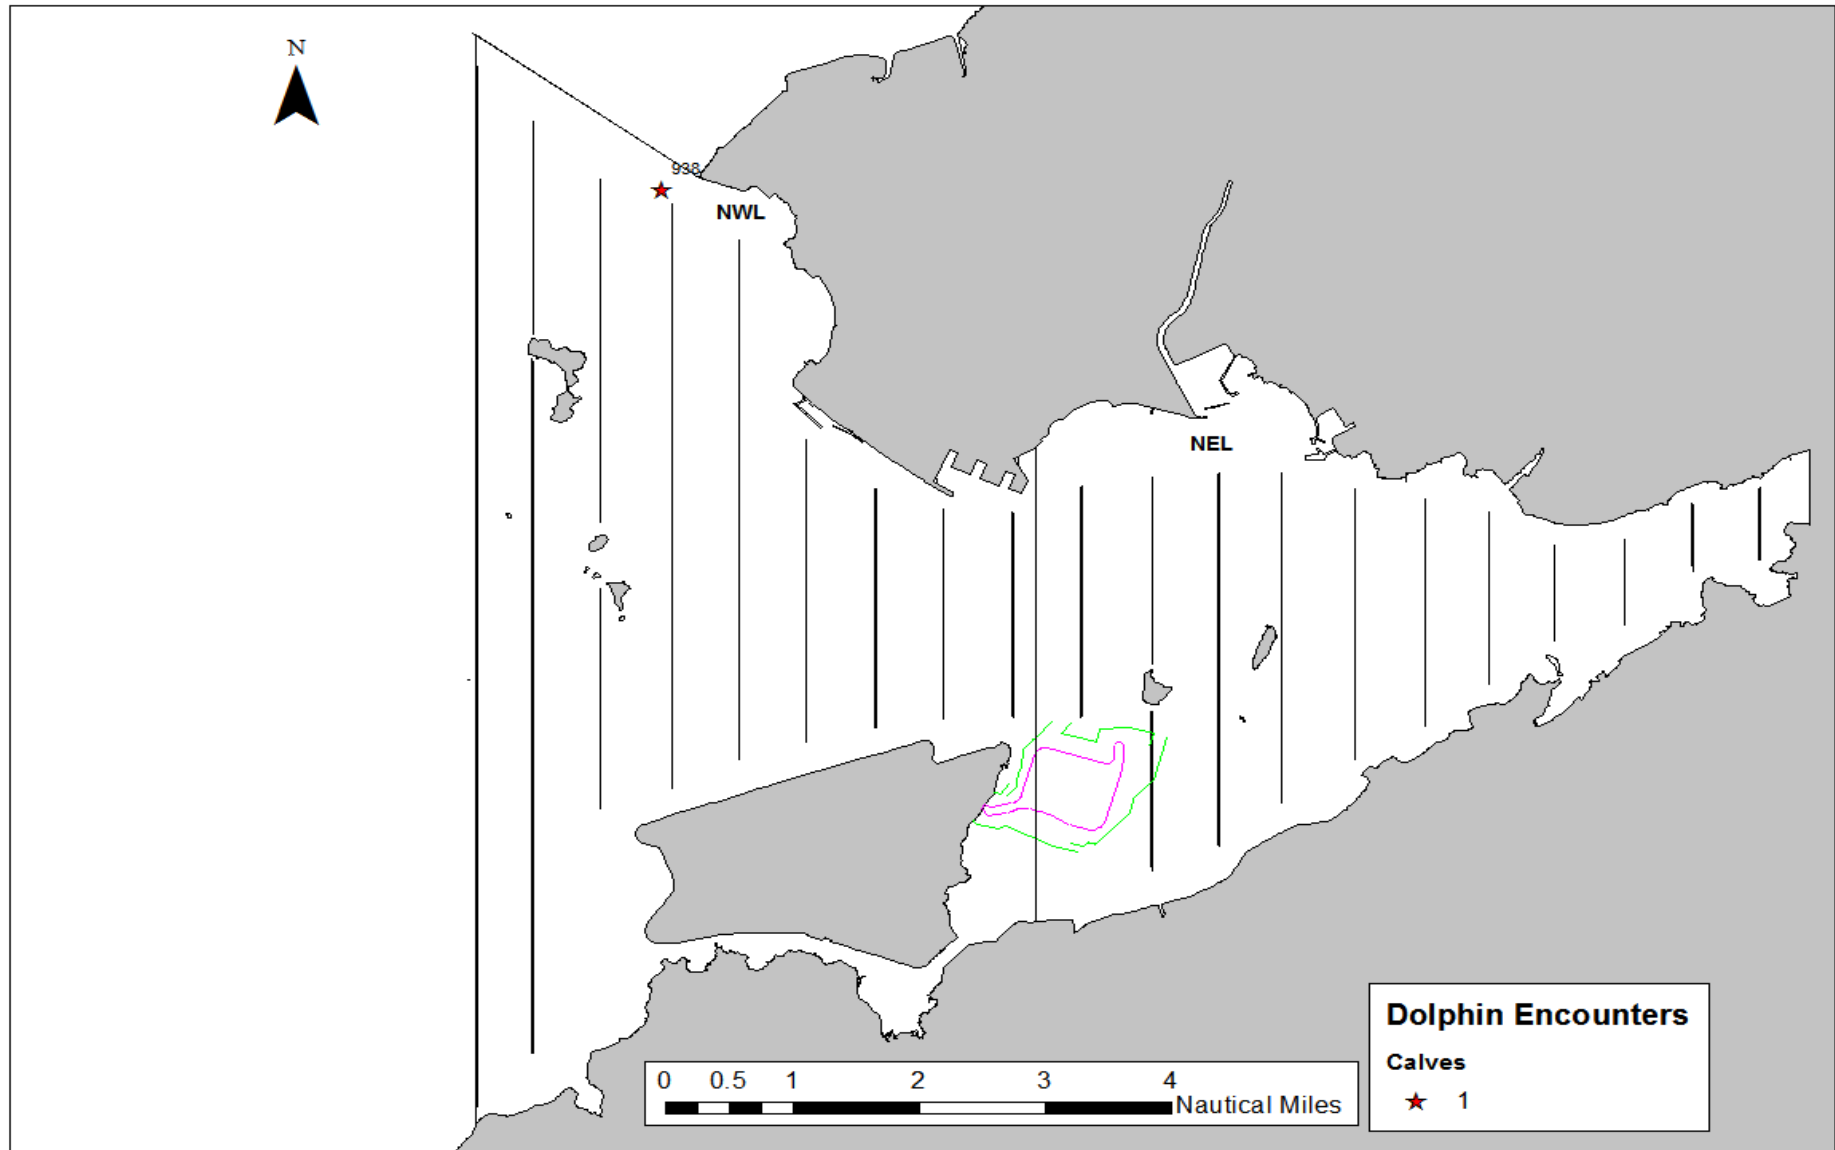 N
938
NWL
NEL
Dolphin Encounters
Calves
1
0 0.5 1 2 3 4
Nautical Miles